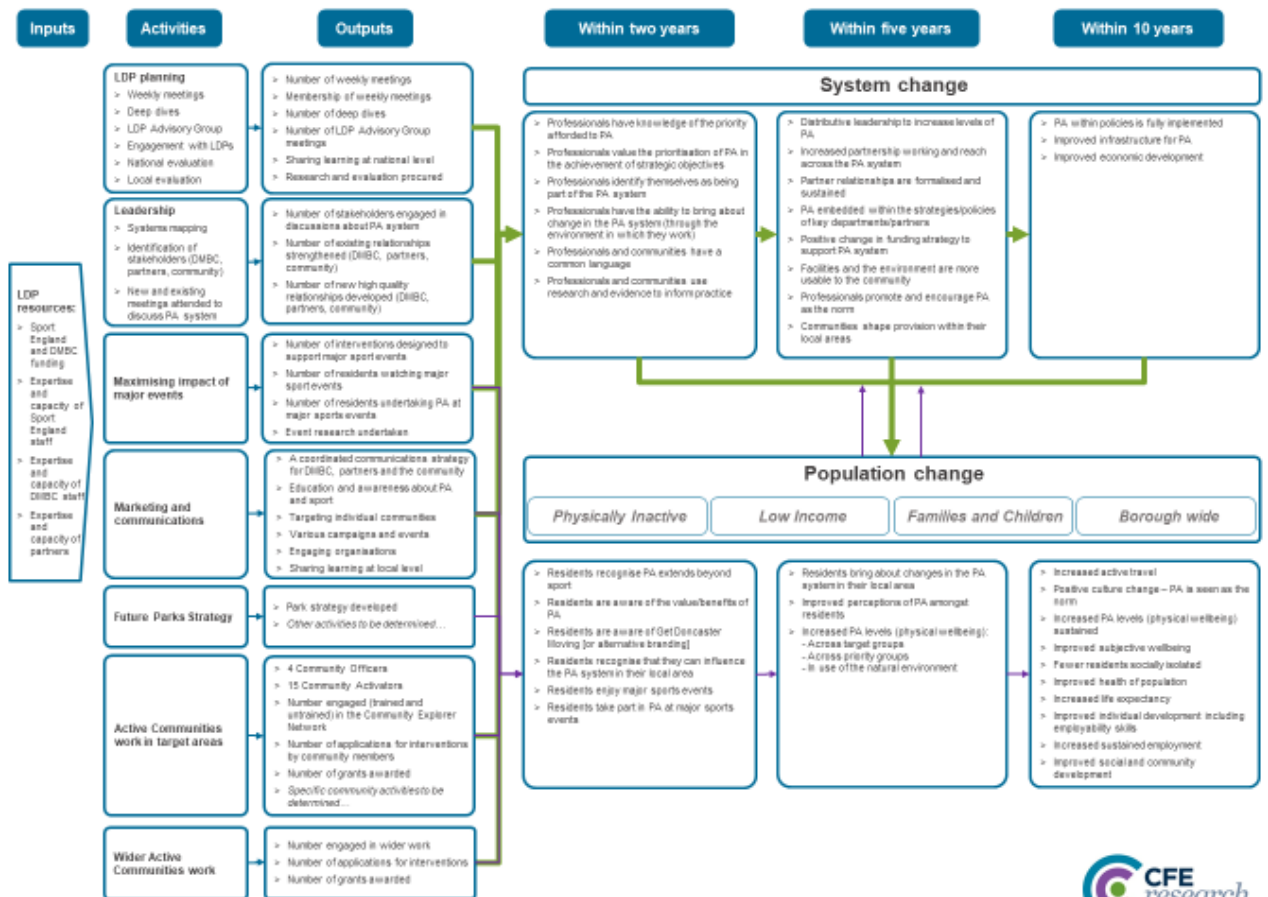 Inputs
Activities
Outputs
Within two years
Within five years
Within 10 years
LDP
resources:
> Sport
England
and DMBC
funding
> Expertise
and
capacity of
Sport
England
staff
> Expertise
and
capacity of
DMBC staff
> Expertise
and
capacity of
partners
LDP planning
> Weekly meetings
> Deep dives
> LDP Advisory Group
> Engagement with LDPs
> National evaluation
> Local evaluation
Leadership
> Systems mapping
> Identification of
stakeholders (DMBC,
partners, community)
> New and existing
meetings attended to
discuss PA system
Maximising impact of
major events
Marketing and
communications
Future Parks Strategy
Active Communities
work in target areas
Wider Active
Communities work
> Number of weekly meetings
> Membership of weekly meetings
> Number of deep dives
> Number of LDP Advisory Group
meetings
> Sharing learning at national level
> Research and evaluation procured
> Number of stakeholders engaged in
discussions about PA system
> Number of existing relationships
strengthened (DMBC, partners,
community)
> Number of new high quality
relationships developed (DMBC,
partners, community)
> Number of interventions designed to
support major sport events
> Number of residents watching major
sport events
> Number of residents undertaking PA at
major sports events
> Event research undertaken
> A coordinated communications strategy
for DMBC, partners and the community
> Education and awareness about PA
and sport
> Targeting individual communities
> Various campaigns and events
> Engaging organisations
> Sharing learning at local level
> Park strategy developed
> Other activities to be determined...
> 4 Community Officers
> 15 Community Activators
> Number engaged (trained and
untrained) in the Community Explorer
Network
> Number of applications for interventions
by community members
> Number of grants awarded
> Specific community activities to be
determined...
> Number engaged in wider work
> Number of applications for interventions
> Number of grants awarded
System change
> Professionals have knowledge of the priority
afforded to PA
> Professionals value the prioritisation of PA in
the achievement of strategic objectives
> Professionals identify themselves as being
part of the PA system
> Professionals have the ability to bring about
change in the PA system (through the
environment in which they work)
> Professionals and communities have a
common language
> Professionals and communities use
research and evidence to inform practice
> Distributive leadership to increase levels of
PA
> Increased partnership working and reach
across the PA system
> Partner relationships are formalised and
sustained
> PA embedded within the strategies/policies
of key departments/partners
> Positive change in funding strategy to
support PA system
> Facilities and the environment are more
usable to the community
> Professionals promote and encourage PA
as the norm
> Communities shape provision within their
local areas
> PA within policies is fully implemented
> Improved infrastructure for PA
> Improved economic development
Population change
Physically Inactive
Low Income
Families and Children
Borough wide
> Residents recognise PA extends beyond
sport
> Residents are aware of the value/benefits of
PA
> Residents are aware of Get Doncaster
Moving [or alternative branding]
> Residents recognise that they can influence
the PA system in their local area
> Residents enjoy major sports events
> Residents take part in PA at major sports
events
> Residents bring about changes in the PA
system in their local area
> Improved perceptions of PA amongst
residents
> Increased PA levels (physical wellbeing):
- Across target groups
- Across priority groups
- In use of the natural environment
> Increased active travel
> Positive culture change – PA is seen as the
norm
> Increased PA levels (physical wellbeing)
sustained
> Improved subjective wellbeing
> Fewer residents socially isolated
> Improved health of population
> Increased life expectancy
> Improved individual development including
employability skills
> Increased sustained employment
> Improved social and community
development
CFE
research